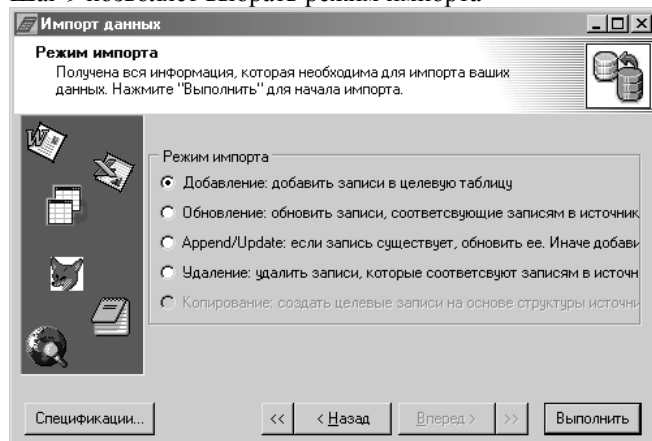 Импорт данных
Режим импорта
Получена вся информация, которая необходима для импорта ваших
данных. Нажмите "Выполнить" для начала импорта.
Режим импорта
Добавление: добавить записи в целевую таблицу
Обновление: обновить записи, соответсвующие записям в источник
Append/Update: если запись существует, обновить ее. Иначе добави
Удаление: удалить записи, которые соответсвуют записям в источн
Копирование: создать целевые записи на основе структуры источни
Спецификации... << < Назад Вперед > >> Выполнить